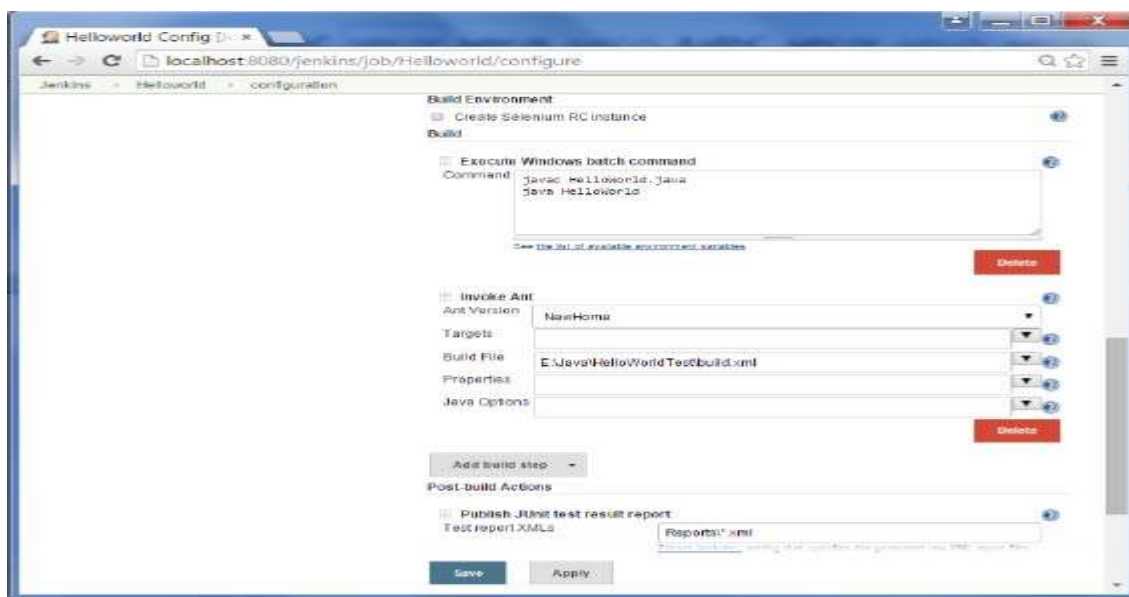 Helloworld Config [D
localhost:8080/jenkins/job/Helloworld/configure
Jenkins Helloworld configuration
Build Environment
Create Selenium RC instance
Build
Execute Windows batch command
Command
javac HelloWorld.java
java HelloWorld
See the list of available environment variables
Delete
Invoke Ant
Ant Version NewHome
Targets
Build File E:\Java\HelloWorldTest\build.xml
Properties
Java Options
Delete
Add build step
Post-build Actions
Publish JUnit test result report
Test report XMLs Reports\*.xml
Save Apply